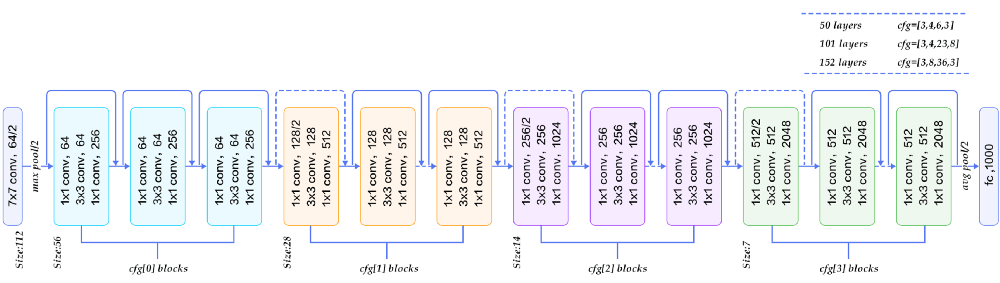 50 layers cfg=[3,4,6,3]
101 layers cfg=[3,4,23,8]
152 layers cfg=[3,8,36,3]
7x7 conv, 64/2
max pool/2
1x1 conv, 64
3x3 conv, 64
1x1 conv, 256
1x1 conv, 64
3x3 conv, 64
1x1 conv, 256
1x1 conv, 64
3x3 conv, 64
1x1 conv, 256
1x1 conv, 128/2
3x3 conv, 128
1x1 conv, 512
1x1 conv, 128
3x3 conv, 128
1x1 conv, 512
1x1 conv, 128
3x3 conv, 128
1x1 conv, 512
1x1 conv, 256/2
3x3 conv, 256
1x1 conv, 1024
1x1 conv, 256
3x3 conv, 256
1x1 conv, 1024
1x1 conv, 256
3x3 conv, 256
1x1 conv, 1024
1x1 conv, 512/2
3x3 conv, 512
1x1 conv, 2048
1x1 conv, 512
3x3 conv, 512
1x1 conv, 2048
1x1 conv, 512
3x3 conv, 512
1x1 conv, 2048
avg pool/2
fc ,1000
Size:112
Size:56
cfg[0] blocks
Size:28
cfg[1] blocks
Size:14
cfg[2] blocks
Size:7
cfg[3] blocks